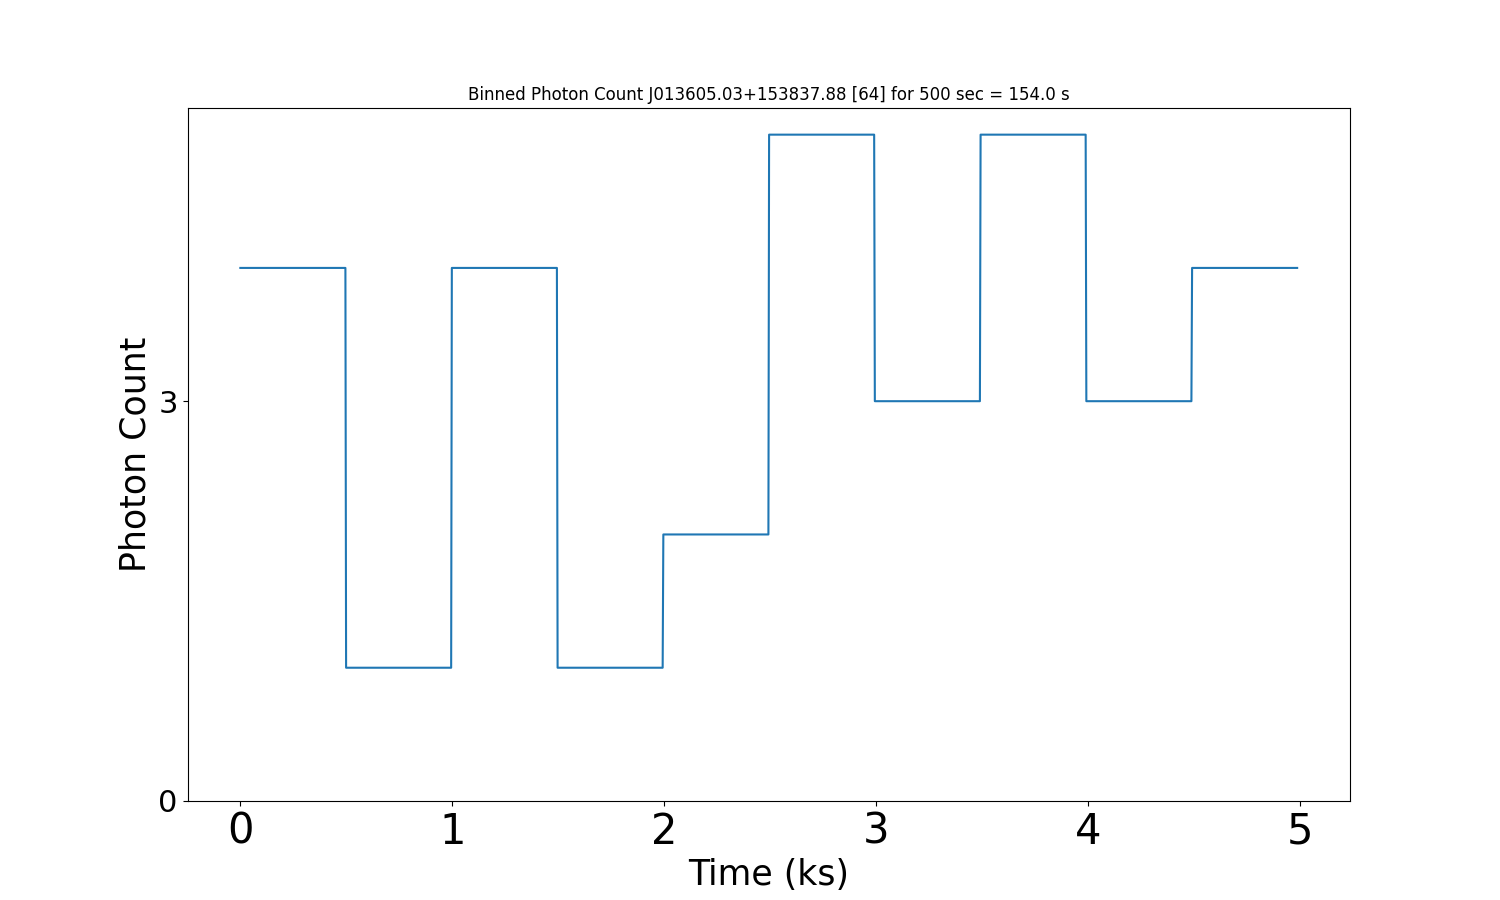 Binned Photon Count J013605.03+153837.88 [64] for 500 sec = 154.0 s
Photon Count
3
0
0 1 2 3 4 5
Time (ks)